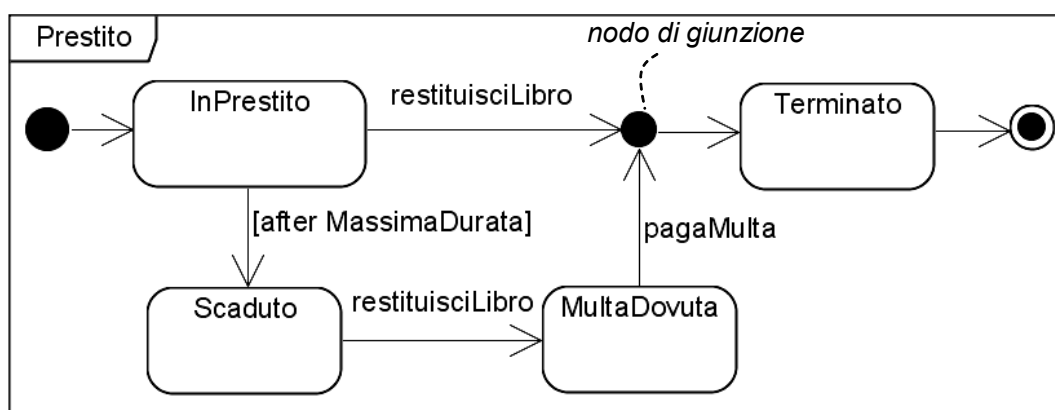 Prestito
nodo di giunzione
InPrestito
restituisciLibro
Terminato
[after MassimaDurata]
pagaMulta
Scaduto
restituisciLibro
MultaDovuta